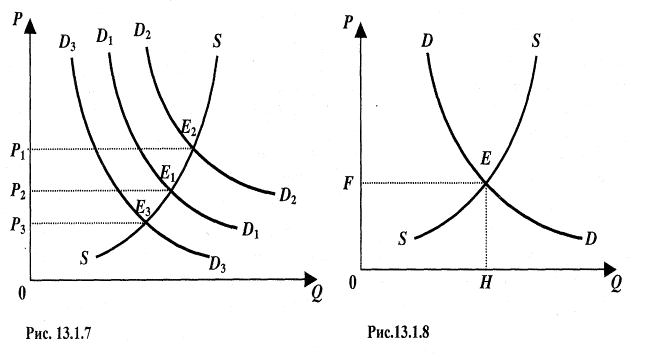 P
D₃ D₁ D₂ S
E₂
P₁
E₁
P₂
E₃
P₃
D₂
D₁
S
D₃
0
Q
Рис. 13.1.7
P
D
S
E
F
S
D
0
H
Q
Рис.13.1.8